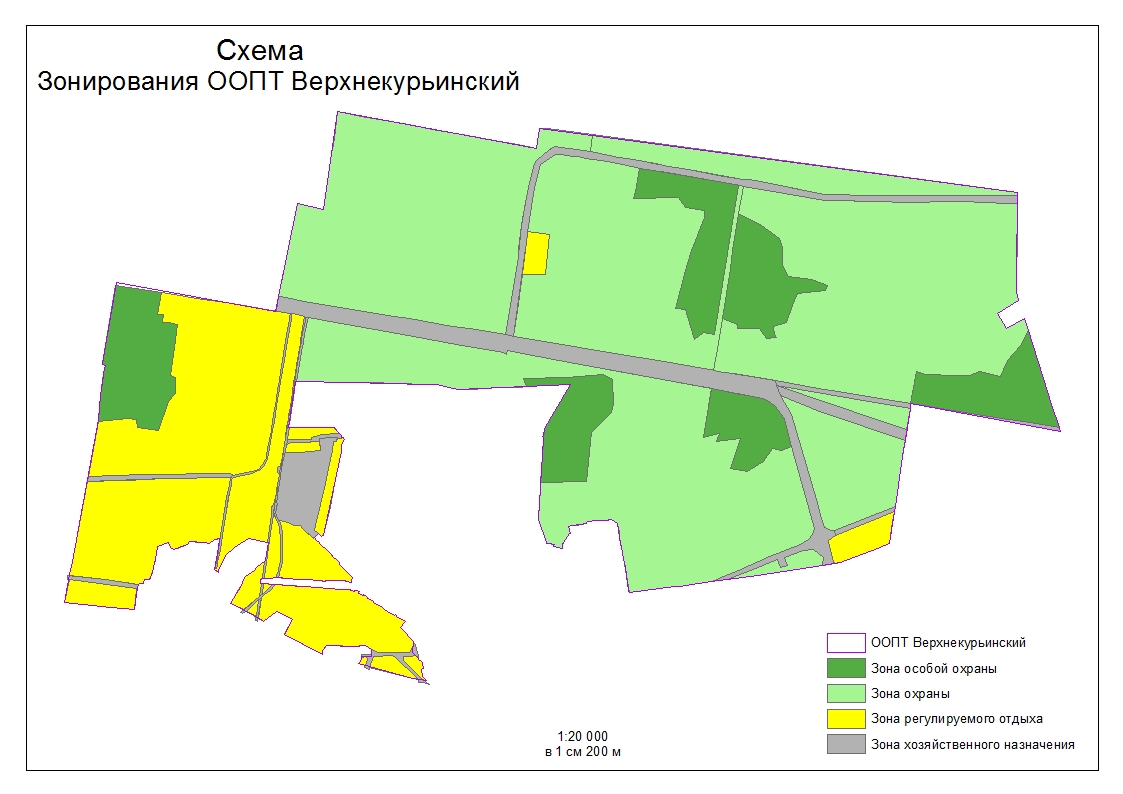 Схема
Зонирования ООПТ Верхнекурьинский
ООПТ Верхнекурьинский
Зона особой охраны
Зона охраны
Зона регулируемого отдыха
Зона хозяйственного назначения
1:20 000
в 1 см 200 м